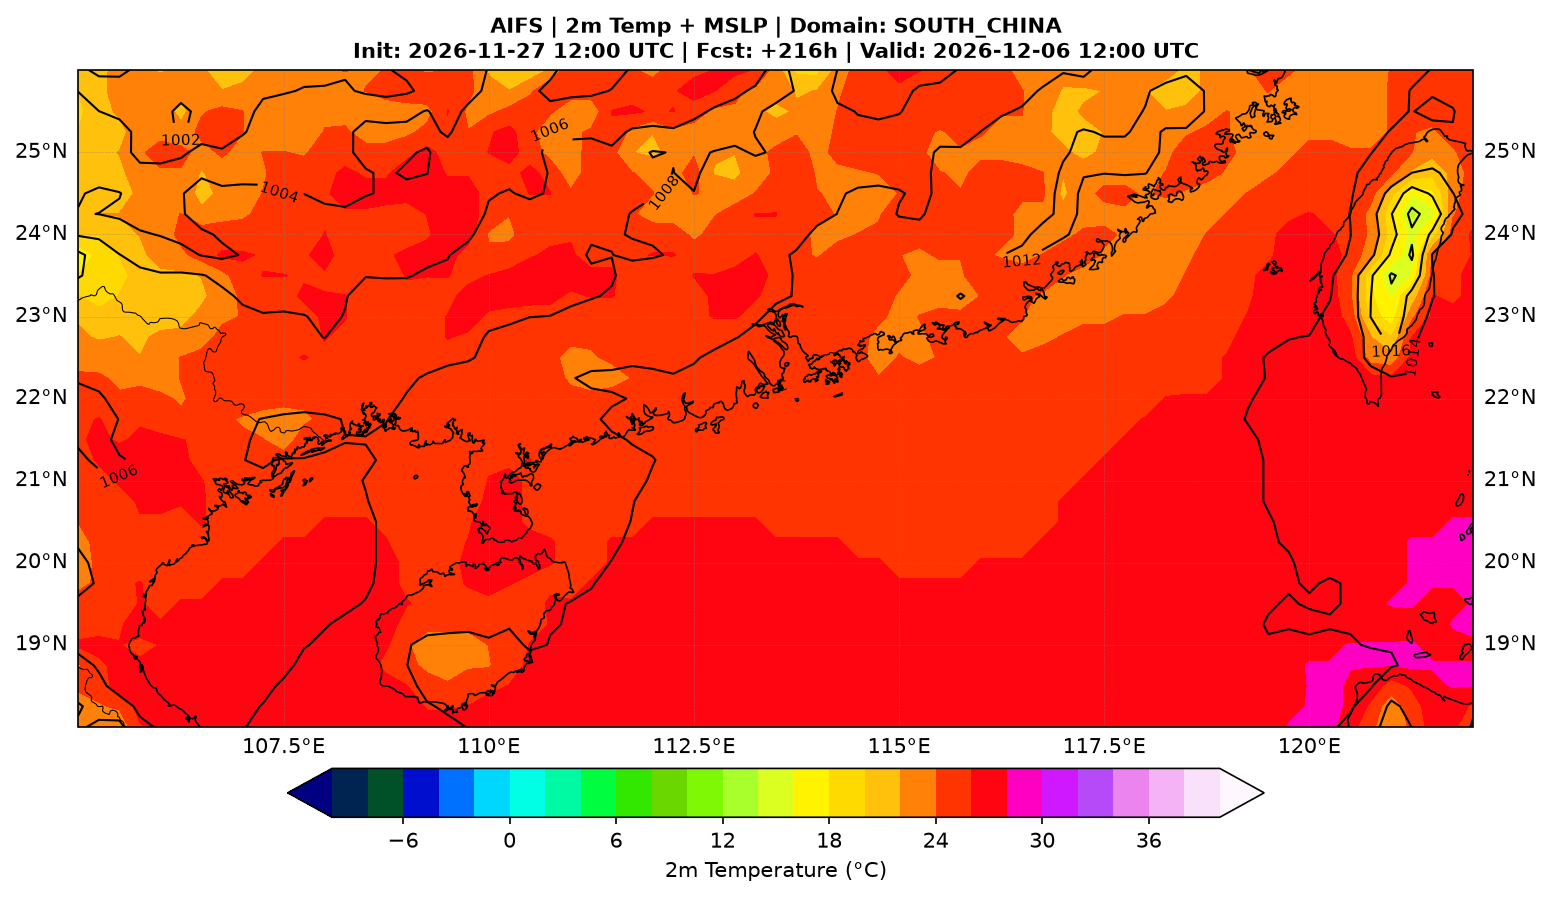 AIFS | 2m Temp + MSLP | Domain: SOUTH_CHINA
Init: 2026-11-27 12:00 UTC | Fcst: +216h | Valid: 2026-12-06 12:00 UTC
1002
1006
1004
1008
1012
1016
1014
1006
25°N
24°N
23°N
22°N
21°N
20°N
19°N
25°N
24°N
23°N
22°N
21°N
20°N
19°N
107.5°E 110°E 112.5°E 115°E 117.5°E 120°E
−6 0 6 12 18 24 30 36
2m Temperature (°C)